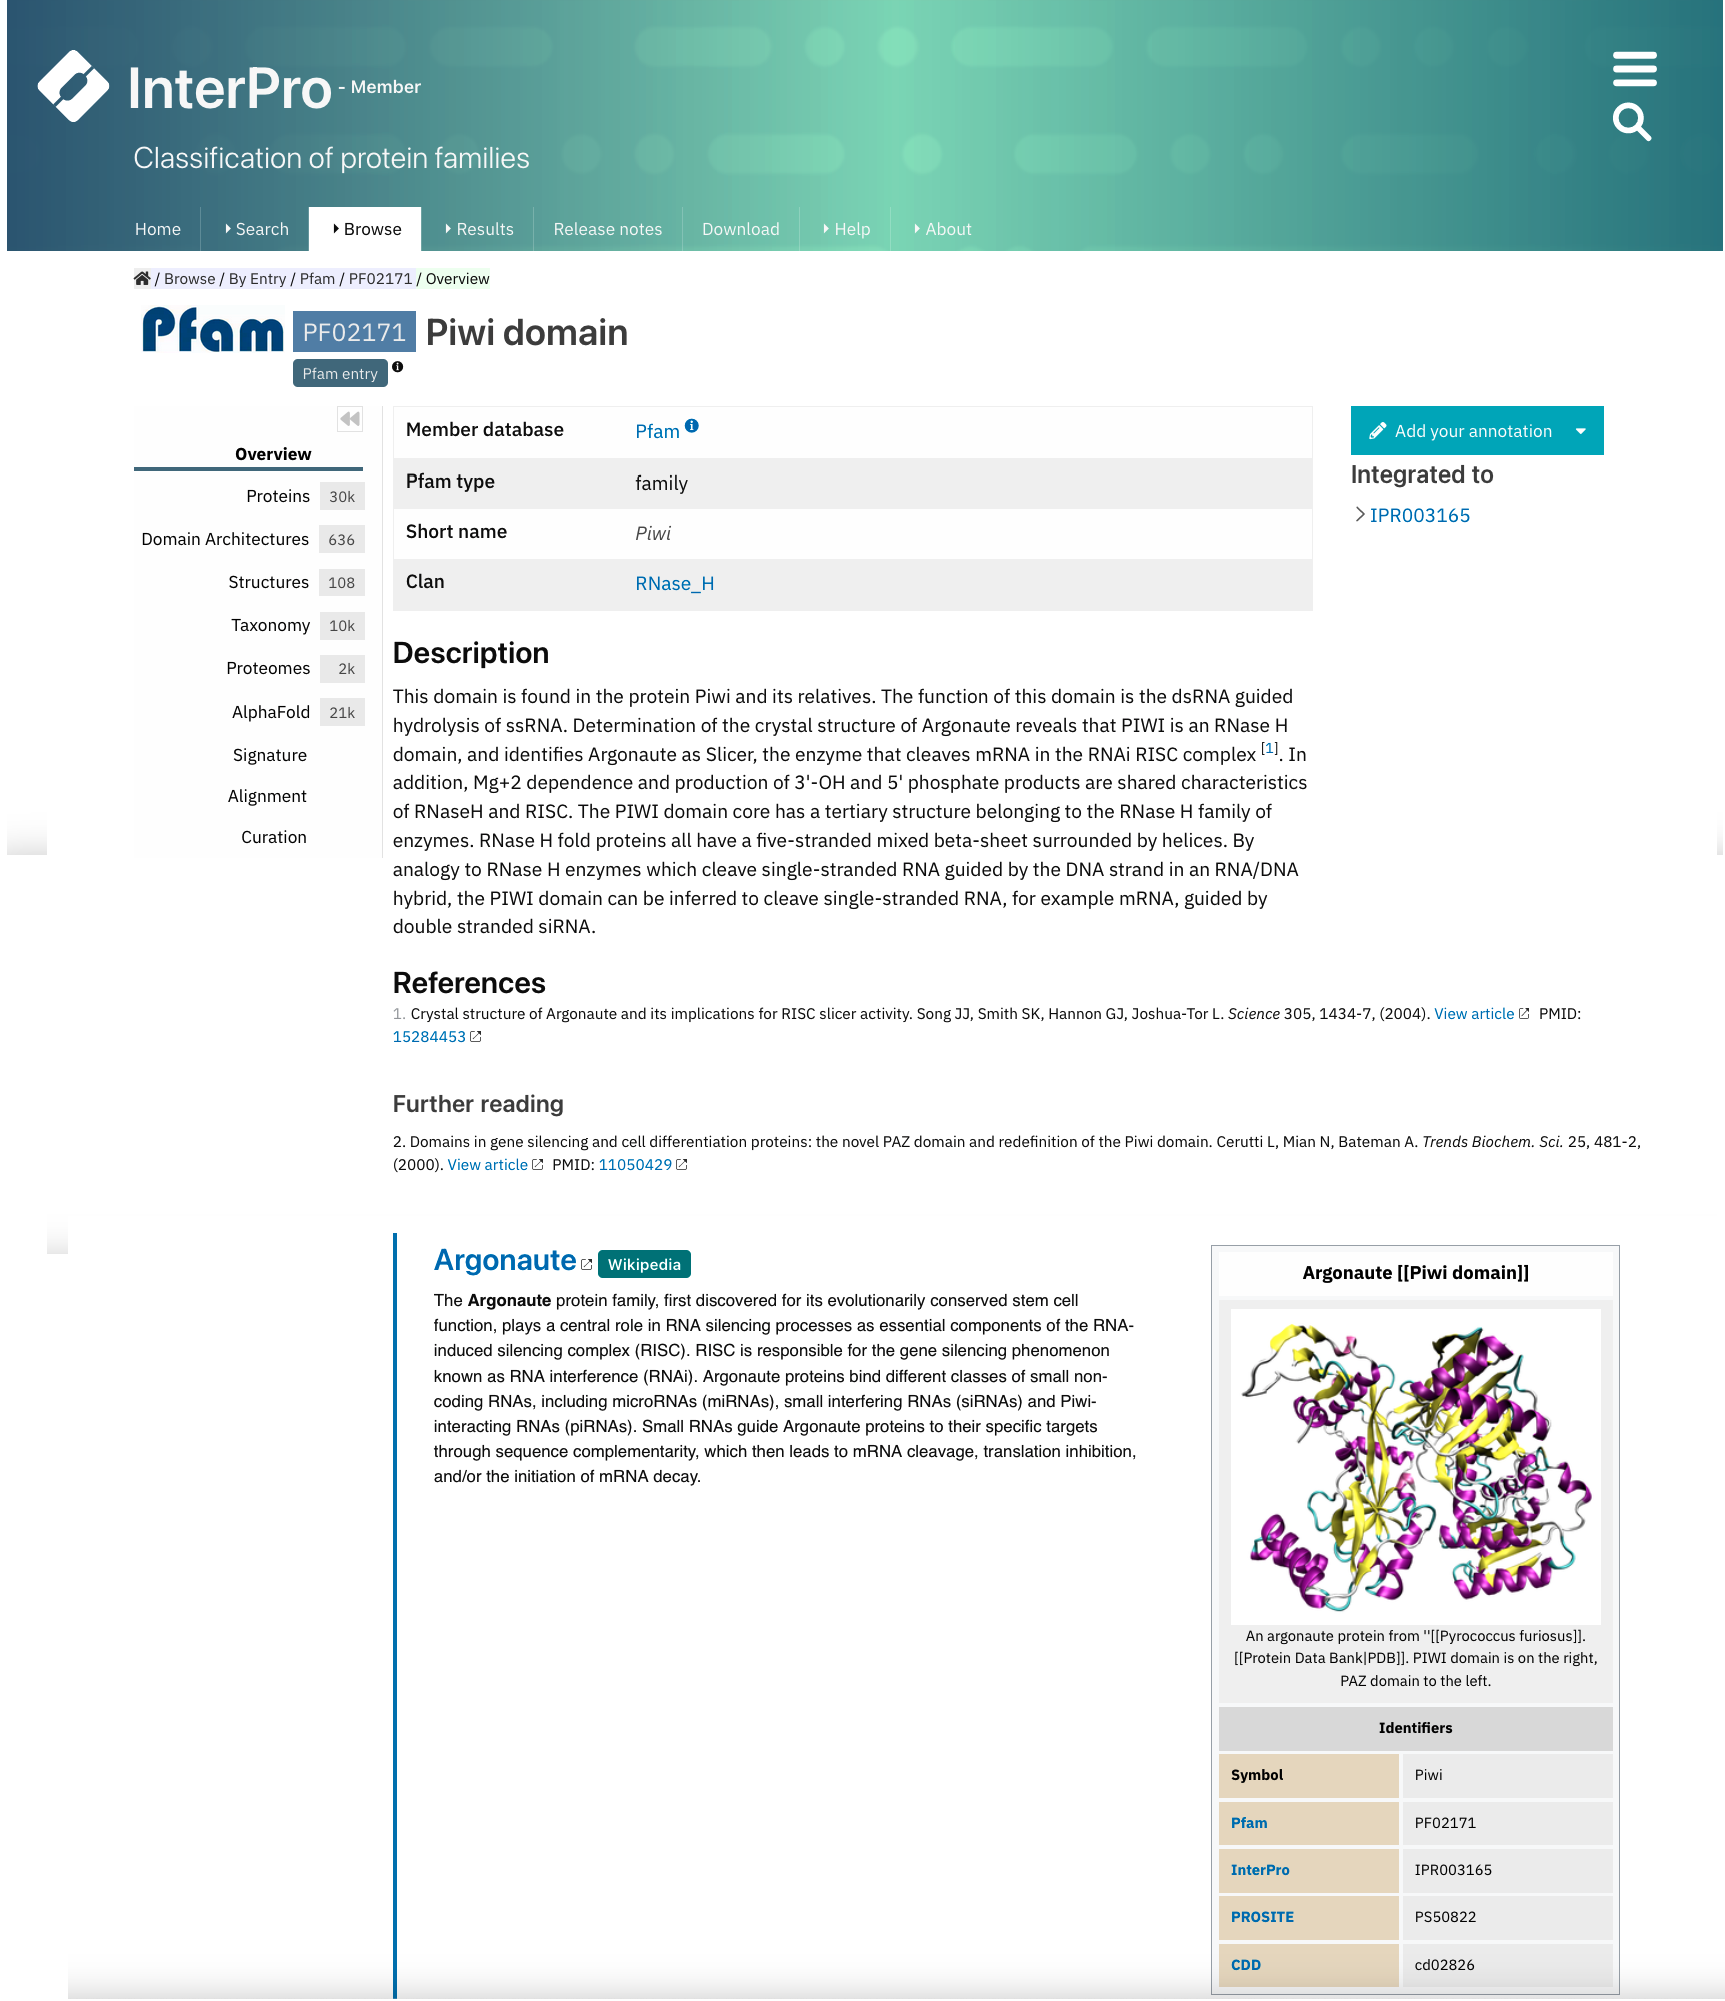 InterPro - Member
Classification of protein families
Home
Search
Browse
Results
Release notes
Download
Help
About
/ Browse / By Entry / Pfam / PF02171 / Overview
Pfam PF02171 Piwi domain
Pfam entry
Overview
Proteins 30k
Domain Architectures 636
Structures 108
Taxonomy 10k
Proteomes 2k
AlphaFold 21k
Signature
Alignment
Curation
Member database Pfam
Pfam type family
Short name Piwi
Clan RNase_H
Add your annotation
Integrated to
IPR003165
Description
This domain is found in the protein Piwi and its relatives. The function of this domain is the dsRNA guided
hydrolysis of ssRNA. Determination of the crystal structure of Argonaute reveals that PIWI is an RNase H
domain, and identifies Argonaute as Slicer, the enzyme that cleaves mRNA in the RNAi RISC complex [1]. In
addition, Mg+2 dependence and production of 3'-OH and 5' phosphate products are shared characteristics
of RNaseH and RISC. The PIWI domain core has a tertiary structure belonging to the RNase H family of
enzymes. RNase H fold proteins all have a five-stranded mixed beta-sheet surrounded by helices. By
analogy to RNase H enzymes which cleave single-stranded RNA guided by the DNA strand in an RNA/DNA
hybrid, the PIWI domain can be inferred to cleave single-stranded RNA, for example mRNA, guided by
double stranded siRNA.
References
1. Crystal structure of Argonaute and its implications for RISC slicer activity. Song JJ, Smith SK, Hannon GJ, Joshua-Tor L. Science 305, 1434-7, (2004). View article PMID:
15284453
Further reading
2. Domains in gene silencing and cell differentiation proteins: the novel PAZ domain and redefinition of the Piwi domain. Cerutti L, Mian N, Bateman A. Trends Biochem. Sci. 25, 481-2,
(2000). View article PMID: 11050429
Argonaute Wikipedia
The Argonaute protein family, first discovered for its evolutionarily conserved stem cell
function, plays a central role in RNA silencing processes as essential components of the RNA-
induced silencing complex (RISC). RISC is responsible for the gene silencing phenomenon
known as RNA interference (RNAi). Argonaute proteins bind different classes of small non-
coding RNAs, including microRNAs (miRNAs), small interfering RNAs (siRNAs) and Piwi-
interacting RNAs (piRNAs). Small RNAs guide Argonaute proteins to their specific targets
through sequence complementarity, which then leads to mRNA cleavage, translation inhibition,
and/or the initiation of mRNA decay.
Argonaute [[Piwi domain]]
An argonaute protein from ''[[Pyrococcus furiosus]].
[[Protein Data Bank|PDB]]. PIWI domain is on the right,
PAZ domain to the left.
Identifiers
Symbol Piwi
Pfam PF02171
InterPro IPR003165
PROSITE PS50822
CDD cd02826